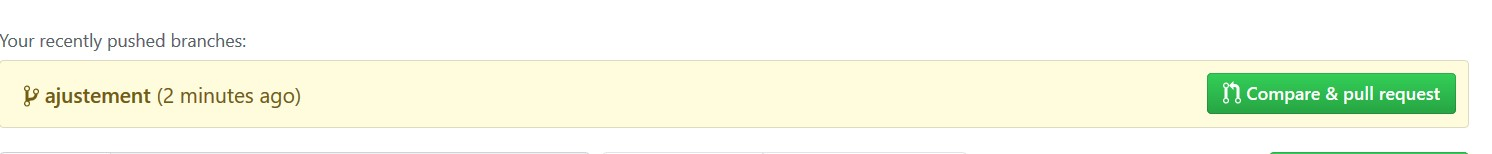 Your recently pushed branches:
ajustement (2 minutes ago)
Compare & pull request